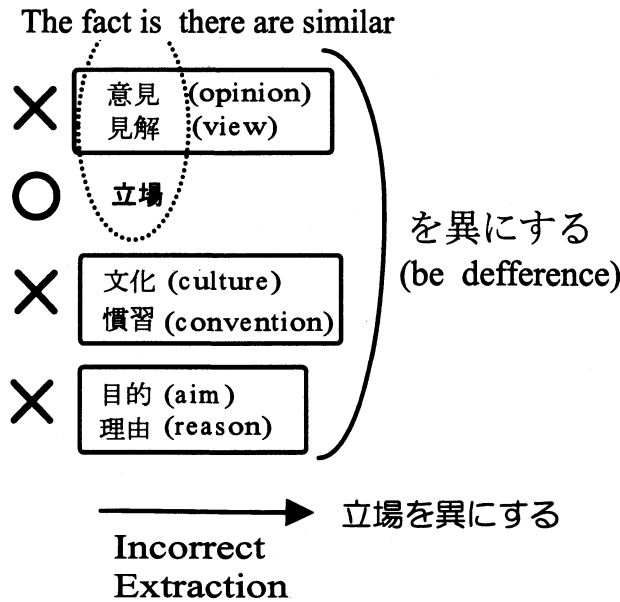 The fact is there are similar
意見 (opinion)
見解 (view)
立場
文化 (culture)
慣習 (convention)
目的 (aim)
理由 (reason)
を異にする
(be defference)
立場を異にする
Incorrect
Extraction